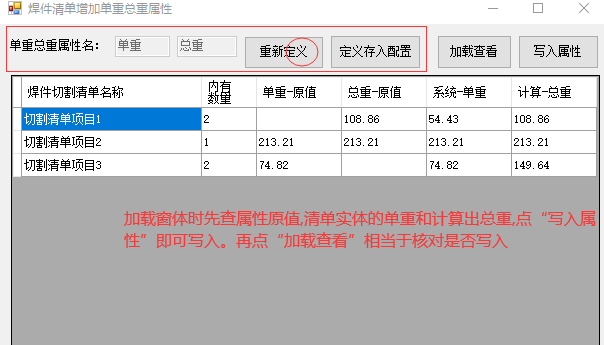 焊件清单增加单重总重属性
单重总重属性名： 单重 总重 重新定义 定义存入配置 加载查看 写入属性
焊件切割清单名称 内有数量 单重-原值 总重-原值 系统-单重 计算-总重
切割清单项目1 2 108.86 54.43 108.86
切割清单项目2 1 213.21 213.21 213.21 213.21
切割清单项目3 2 74.82 74.82 149.64
加载窗体时先查属性原值,清单实体的单重和计算出总重,点“写入属
性”即可写入。再点“加载查看”相当于核对是否写入